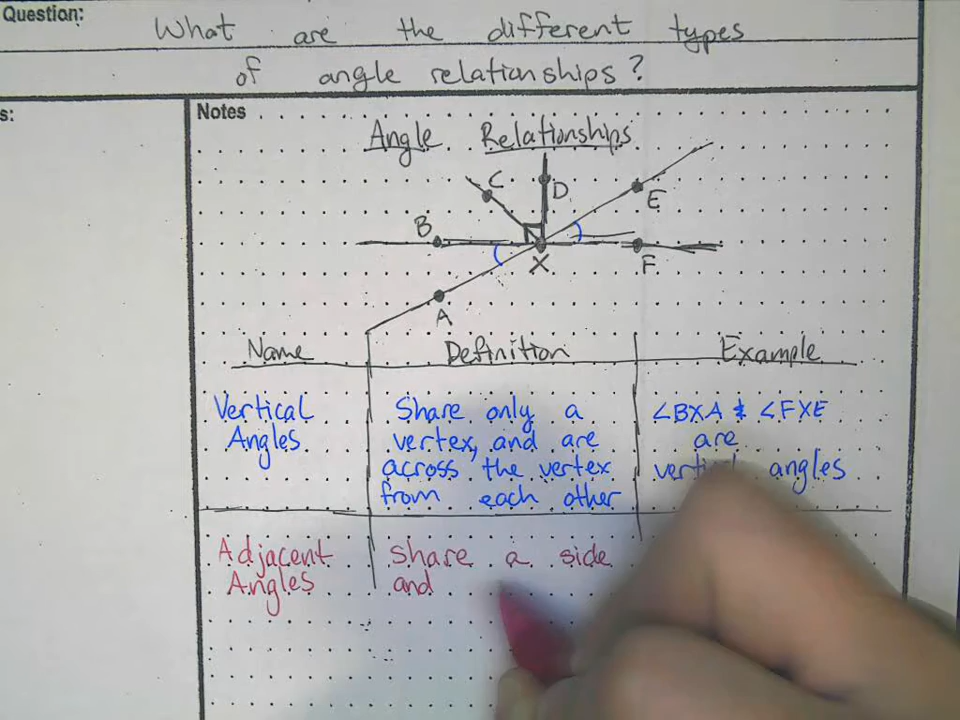 Question:
What are the different types
of angle relationships?
s:
Notes
Angle Relationships
C
D
E
B
X
F
A
Name Definition Example
Vertical Angles
Share only a vertex, and are across the vertex from each other
∠BXA & ∠FXE are vertical angles
Adjacent Angles
share a side and